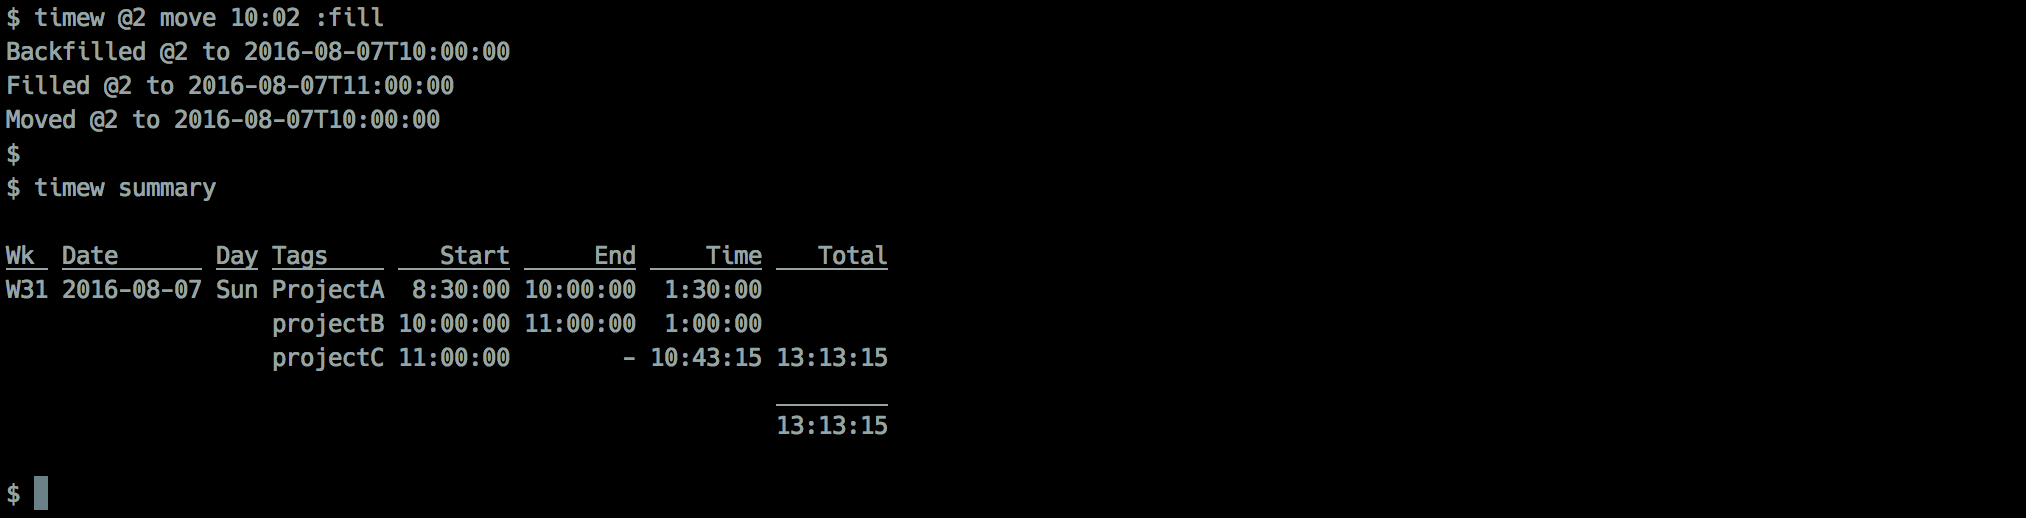 $ timew @2 move 10:02 :fill
Backfilled @2 to 2016-08-07T10:00:00
Filled @2 to 2016-08-07T11:00:00
Moved @2 to 2016-08-07T10:00:00
$
$ timew summary
Wk Date Day Tags Start End Time Total
W31 2016-08-07 Sun ProjectA 8:30:00 10:00:00 1:30:00
projectB 10:00:00 11:00:00 1:00:00
projectC 11:00:00 - 10:43:15 13:13:15
13:13:15
$